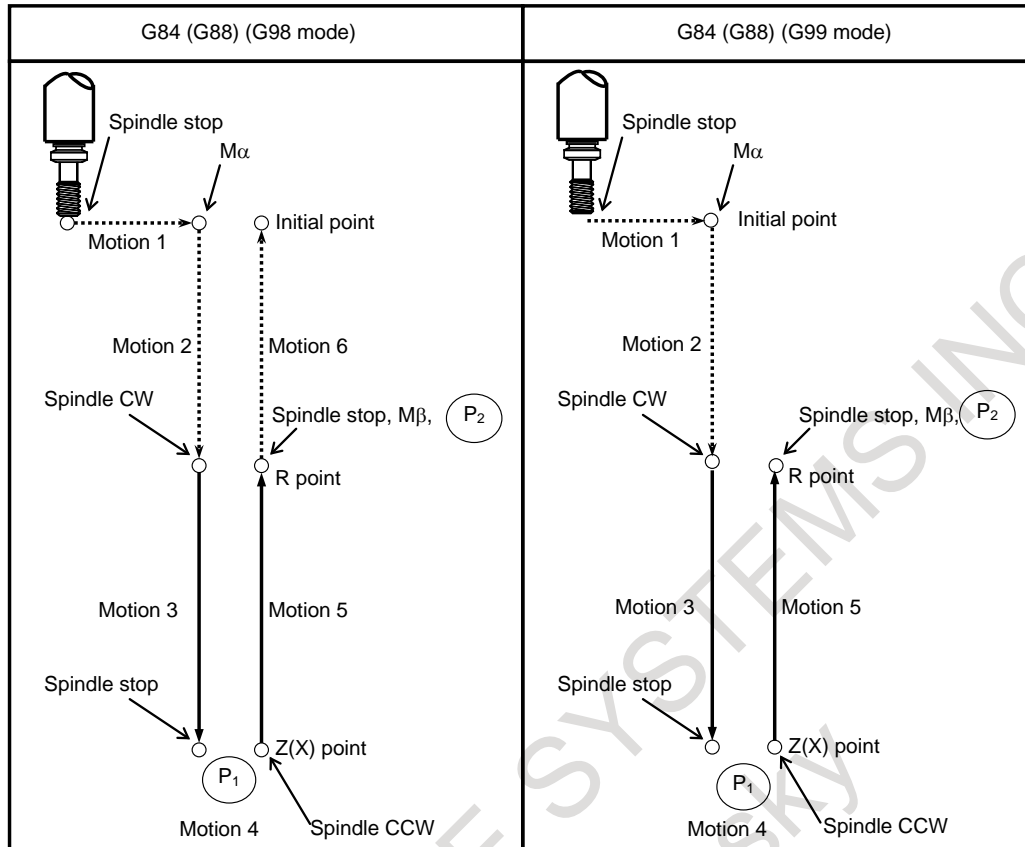 G84 (G88) (G98 mode)
Spindle stop
Mα
Initial point
Motion 1
Motion 2
Motion 6
Spindle CW
Spindle stop, Mβ,
P2
R point
Motion 3
Motion 5
Spindle stop
Z(X) point
P1
Motion 4
Spindle CCW
G84 (G88) (G99 mode)
Spindle stop
Mα
Initial point
Motion 1
Motion 2
Spindle CW
Spindle stop, Mβ,
P2
R point
Motion 3
Motion 5
Spindle stop
Z(X) point
P1
Motion 4
Spindle CCW
SYSTEMS